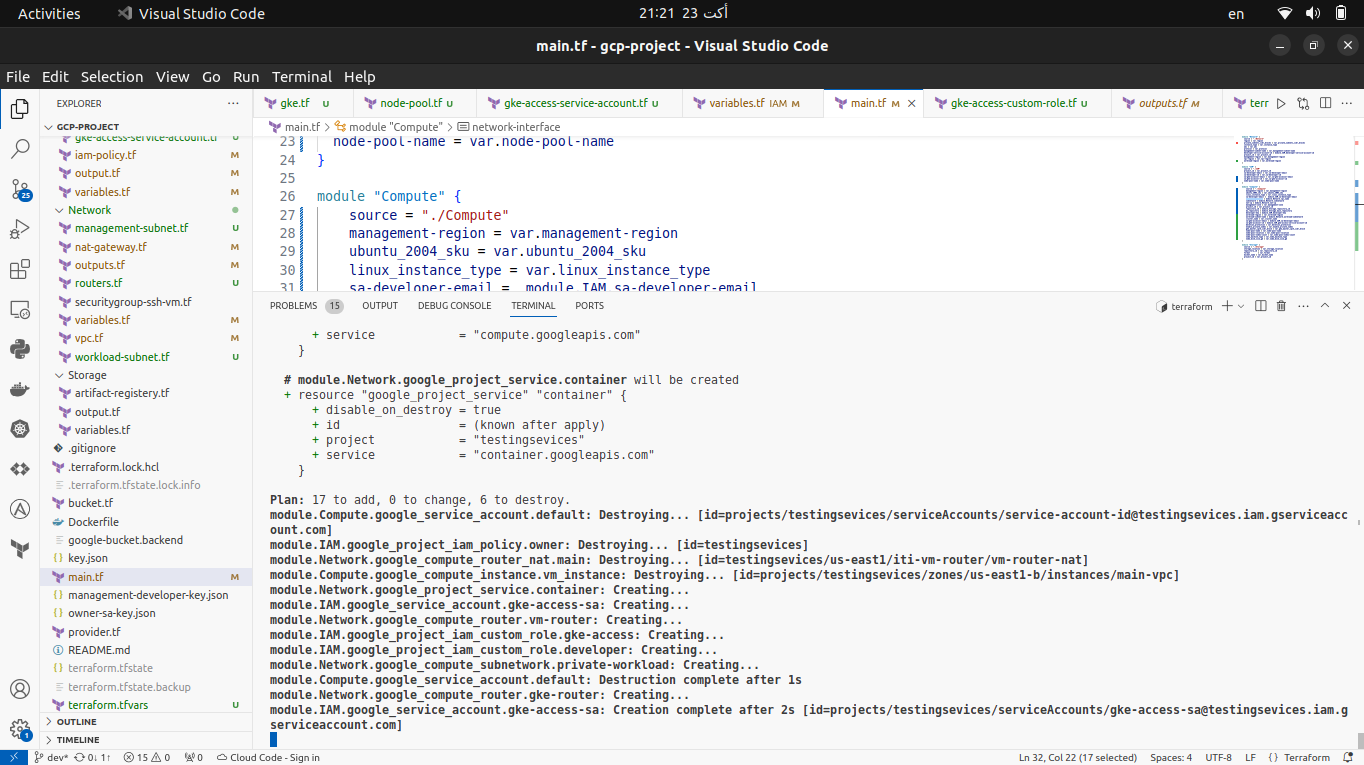 Activities
Visual Studio Code
21:21 23 أكت
en
main.tf - gcp-project - Visual Studio Code
File Edit Selection View Go Run Terminal Help
EXPLORER
GCP-PROJECT
gke-access-service-account.tf U
iam-policy.tf M
output.tf M
variables.tf M
Network
management-subnet.tf U
nat-gateway.tf M
outputs.tf M
routers.tf U
securitygroup-ssh-vm.tf
variables.tf M
vpc.tf M
workload-subnet.tf U
Storage
artifact-registery.tf
output.tf
variables.tf
.gitignore
.terraform.lock.hcl
.terraform.tfstate.lock.info
bucket.tf
Dockerfile
google-bucket.backend
key.json
main.tf M
management-developer-key.json
owner-sa-key.json
provider.tf
README.md
terraform.tfstate
terraform.tfstate.backup
terraform.tfvars U
OUTLINE
TIMELINE
25
1
gke.tf U
node-pool.tf U
gke-access-service-account.tf U
variables.tf IAM M
main.tf M
gke-access-custom-role.tf U
outputs.tf M
terr
main.tf > module "Compute" > network-interface
23 node-pool-name = var.node-pool-name
24 }
25
26 module "Compute" {
27 source = "./Compute"
28 management-region = var.management-region
29 ubuntu_2004_sku = var.ubuntu_2004_sku
30 linux_instance_type = var.linux_instance_type
31 sa-developer-email = module.IAM.sa-developer-email
PROBLEMS 15 OUTPUT DEBUG CONSOLE TERMINAL PORTS
terraform
+ service = "compute.googleapis.com"
}
# module.Network.google_project_service.container will be created
+ resource "google_project_service" "container" {
+ disable_on_destroy = true
+ id = (known after apply)
+ project = "testingsevices"
+ service = "container.googleapis.com"
}
Plan: 17 to add, 0 to change, 6 to destroy.
module.Compute.google_service_account.default: Destroying... [id=projects/testingsevices/serviceAccounts/service-account-id@testingsevices.iam.gserviceacc
ount.com]
module.IAM.google_project_iam_policy.owner: Destroying... [id=testingsevices]
module.Network.google_compute_router_nat.main: Destroying... [id=testingsevices/us-east1/iti-vm-router/vm-router-nat]
module.Compute.google_compute_instance.vm_instance: Destroying... [id=projects/testingsevices/zones/us-east1-b/instances/main-vpc]
module.Network.google_project_service.container: Creating...
module.IAM.google_service_account.gke-access-sa: Creating...
module.Network.google_compute_router.vm-router: Creating...
module.IAM.google_project_iam_custom_role.gke-access: Creating...
module.IAM.google_project_iam_custom_role.developer: Creating...
module.Network.google_compute_subnetwork.private-workload: Creating...
module.Compute.google_service_account.default: Destruction complete after 1s
module.Network.google_compute_router.gke-router: Creating...
module.IAM.google_service_account.gke-access-sa: Creation complete after 2s [id=projects/testingsevices/serviceAccounts/gke-access-sa@testingsevices.iam.g
serviceaccount.com]
dev* 0↓ 1↑ 15 0 0 Cloud Code - Sign in
Ln 32, Col 22 (17 selected) Spaces: 4 UTF-8 LF {} Terraform